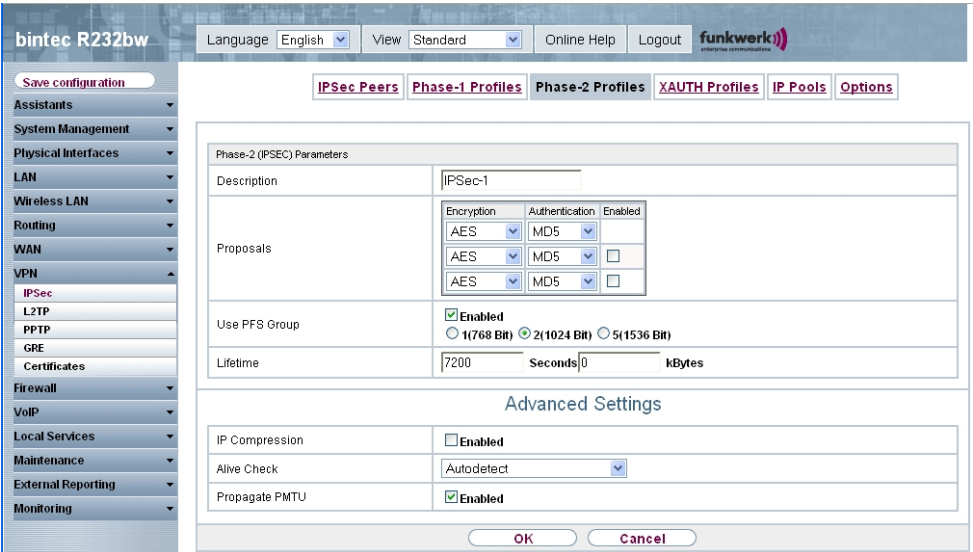 bintec R232bw
Language English View Standard Online Help Logout funkwerk
enterprise communications
Save configuration
Assistants
System Management
Physical Interfaces
LAN
Wireless LAN
Routing
WAN
VPN
IPSec
L2TP
PPTP
GRE
Certificates
Firewall
VoIP
Local Services
Maintenance
External Reporting
Monitoring
IPSec Peers Phase-1 Profiles Phase-2 Profiles XAUTH Profiles IP Pools Options
Phase-2 (IPSEC) Parameters
Description IPSec-1
Proposals
Encryption Authentication Enabled
AES MD5
AES MD5
AES MD5
Use PFS Group
Enabled
1(768 Bit) 2(1024 Bit) 5(1536 Bit)
Lifetime 7200 Seconds 0 kBytes
Advanced Settings
IP Compression Enabled
Alive Check Autodetect
Propagate PMTU Enabled
OK Cancel